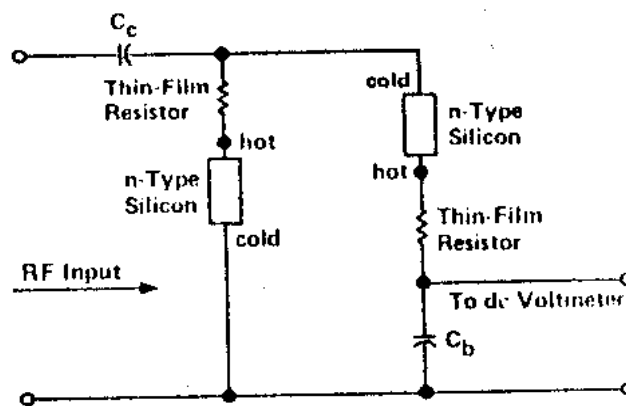 Cc
Thin-Film
Resistor
hot
n-Type
Silicon
cold
cold
n-Type
Silicon
hot
Thin-Film
Resistor
RF Input
To dc Voltmeter
Cb